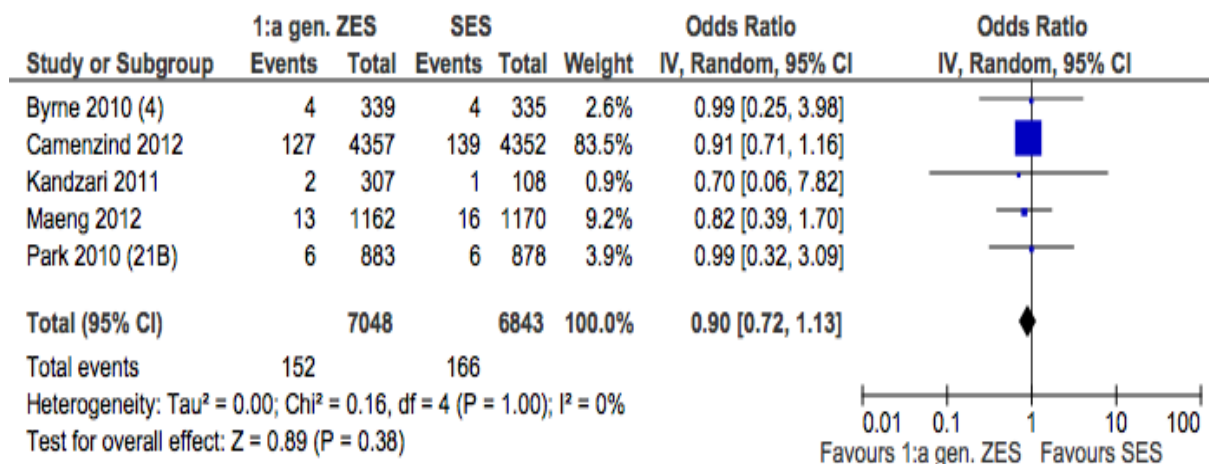 1:a gen. ZES SES Odds Ratio Odds Ratio
Study or Subgroup Events Total Events Total Weight IV, Random, 95% CI IV, Random, 95% CI
Byrne 2010 (4) 4 339 4 335 2.6% 0.99 [0.25, 3.98]
Camenzind 2012 127 4357 139 4352 83.5% 0.91 [0.71, 1.16]
Kandzari 2011 2 307 1 108 0.9% 0.70 [0.06, 7.82]
Maeng 2012 13 1162 16 1170 9.2% 0.82 [0.39, 1.70]
Park 2010 (21B) 6 883 6 878 3.9% 0.99 [0.32, 3.09]
Total (95% CI) 7048 6843 100.0% 0.90 [0.72, 1.13]
Total events 152 166
Heterogeneity: Tau² = 0.00; Chi² = 0.16, df = 4 (P = 1.00); I² = 0%
Test for overall effect: Z = 0.89 (P = 0.38)
0.01 0.1 1 10 100
Favours 1:a gen. ZES Favours SES